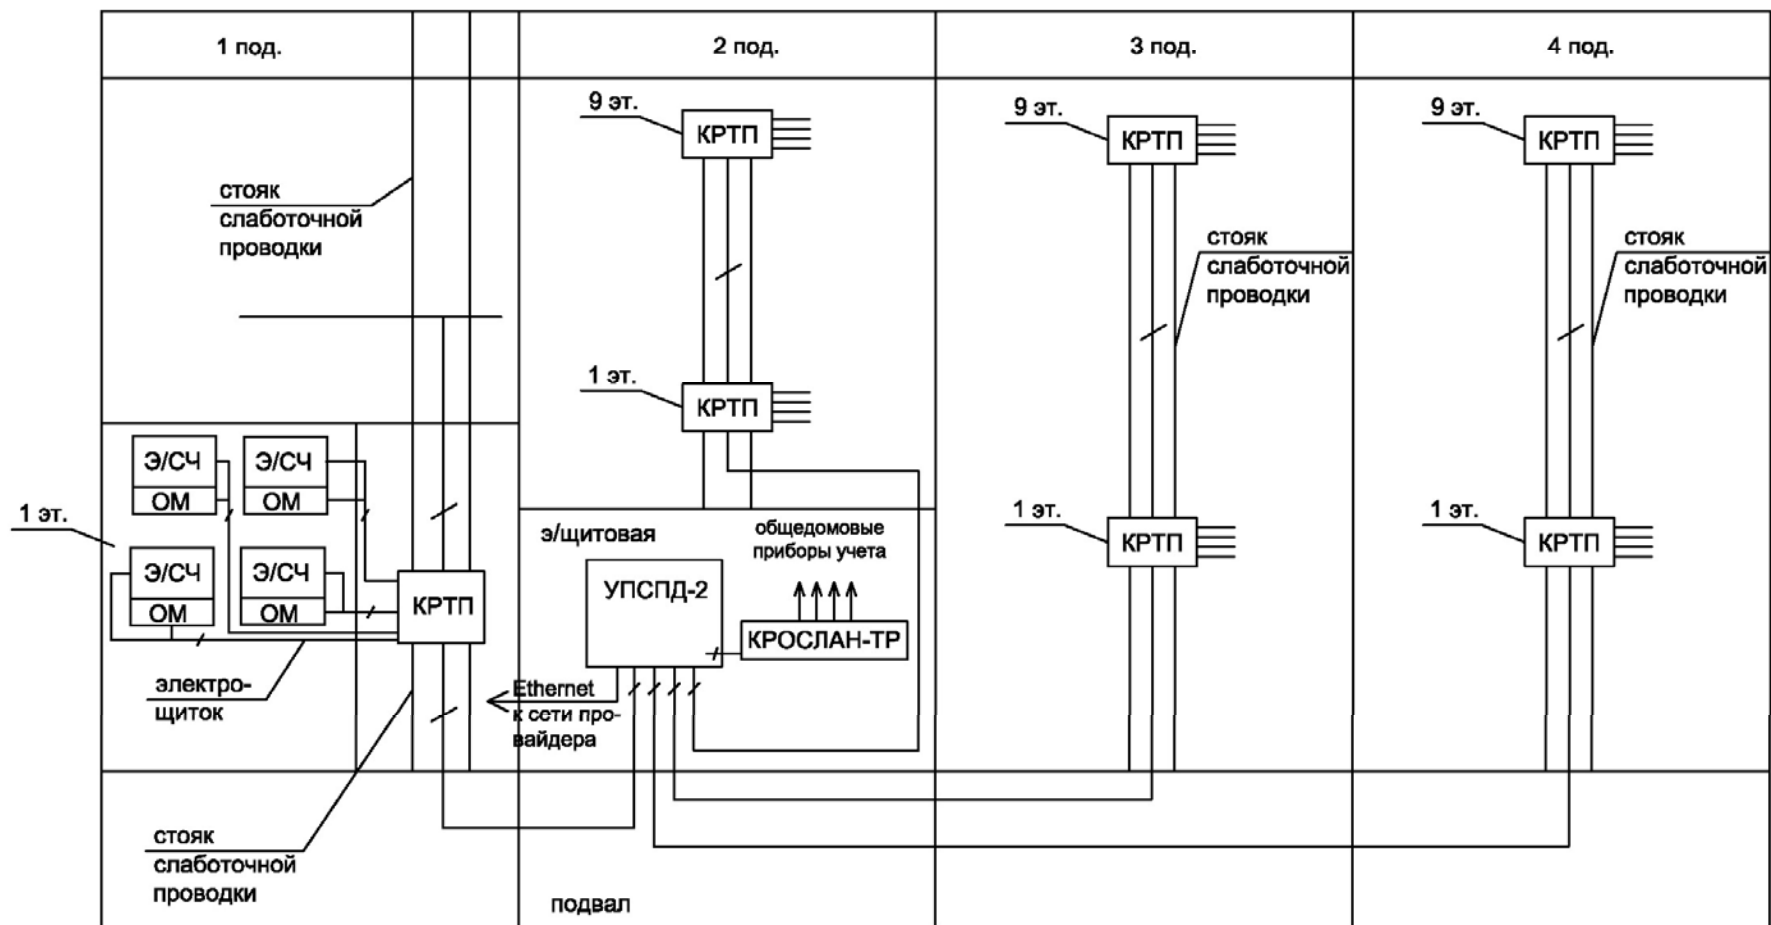 1 под.
2 под.
3 под.
4 под.
9 эт.
КРТП
9 эт.
КРТП
9 эт.
КРТП
стояк
слаботочной
проводки
стояк
слаботочной
проводки
стояк
слаботочной
проводки
1 эт.
КРТП
Э/СЧ
ОМ
Э/СЧ
ОМ
1 эт.
Э/СЧ
ОМ
Э/СЧ
ОМ
КРТП
электро-
щиток
э/щитовая
общедомовые
приборы учета
УПСПД-2
КРОСЛАН-ТР
Ethernet
к сети про-
вайдера
1 эт.
КРТП
1 эт.
КРТП
стояк
слаботочной
проводки
подвал